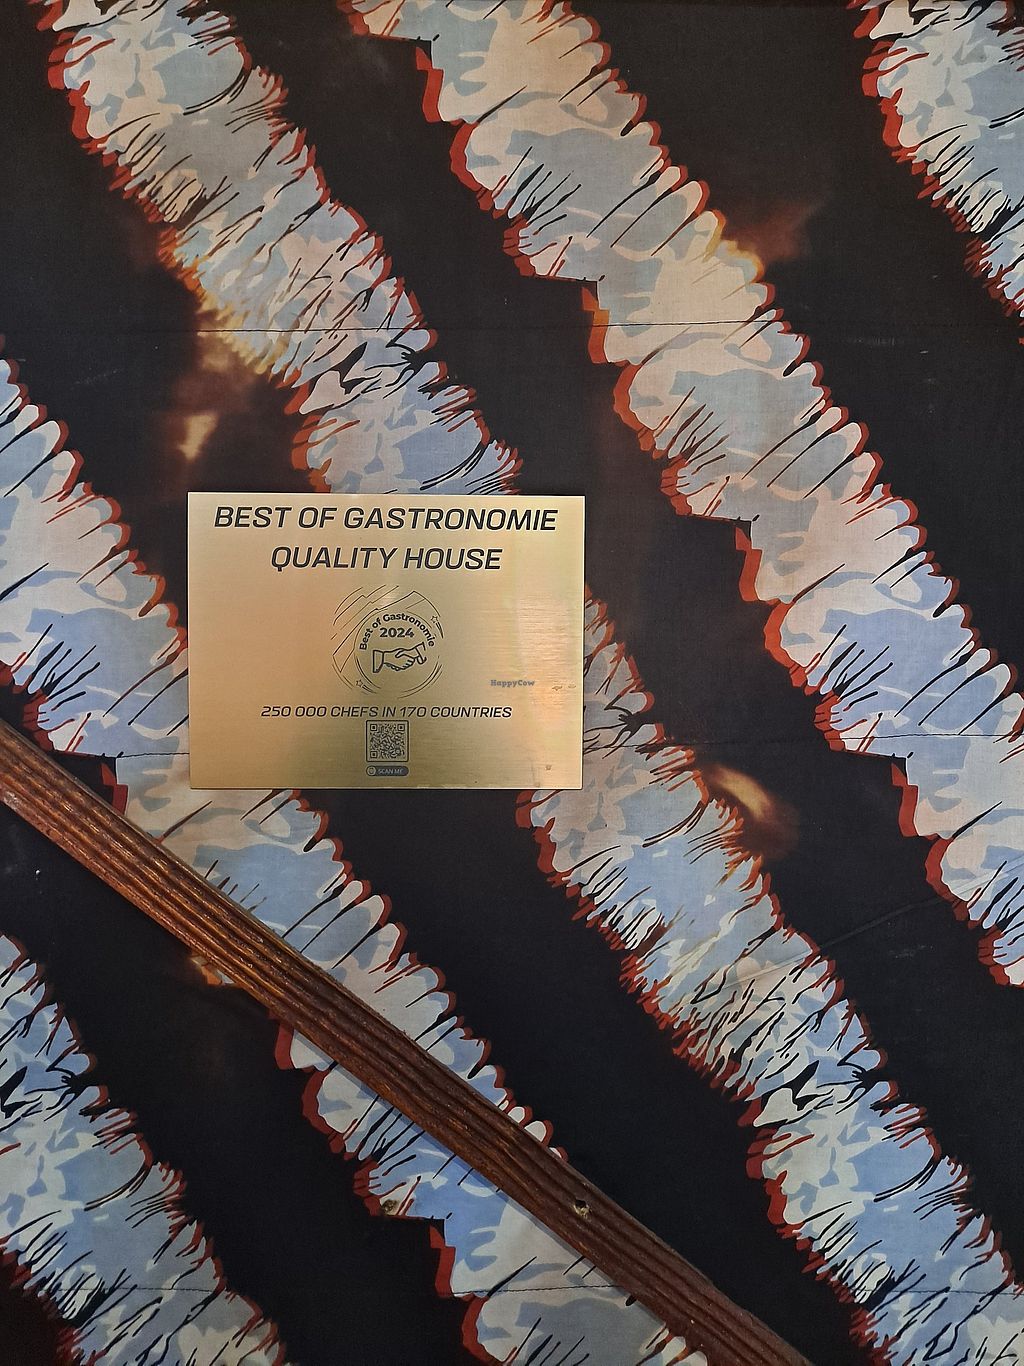 BEST OF GASTRONOMIE
QUALITY HOUSE
Best of Gastronomie
2024
HappyCow
250 000 CHEFS IN 170 COUNTRIES
SCAN ME